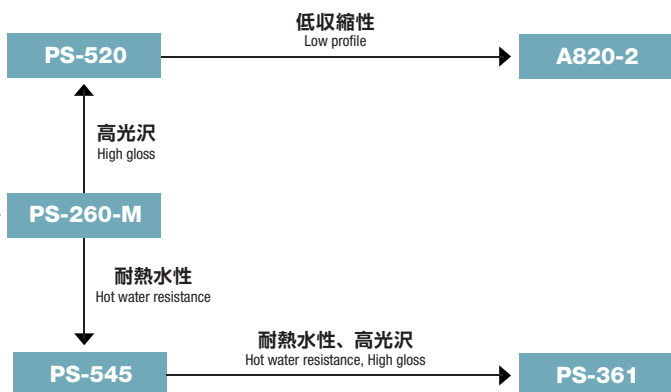 低収縮性
Low profile
PS-520
A820-2
高光沢
High gloss
PS-260-M
耐熱水性
Hot water resistance
耐熱水性、高光沢
Hot water resistance, High gloss
PS-545
PS-361